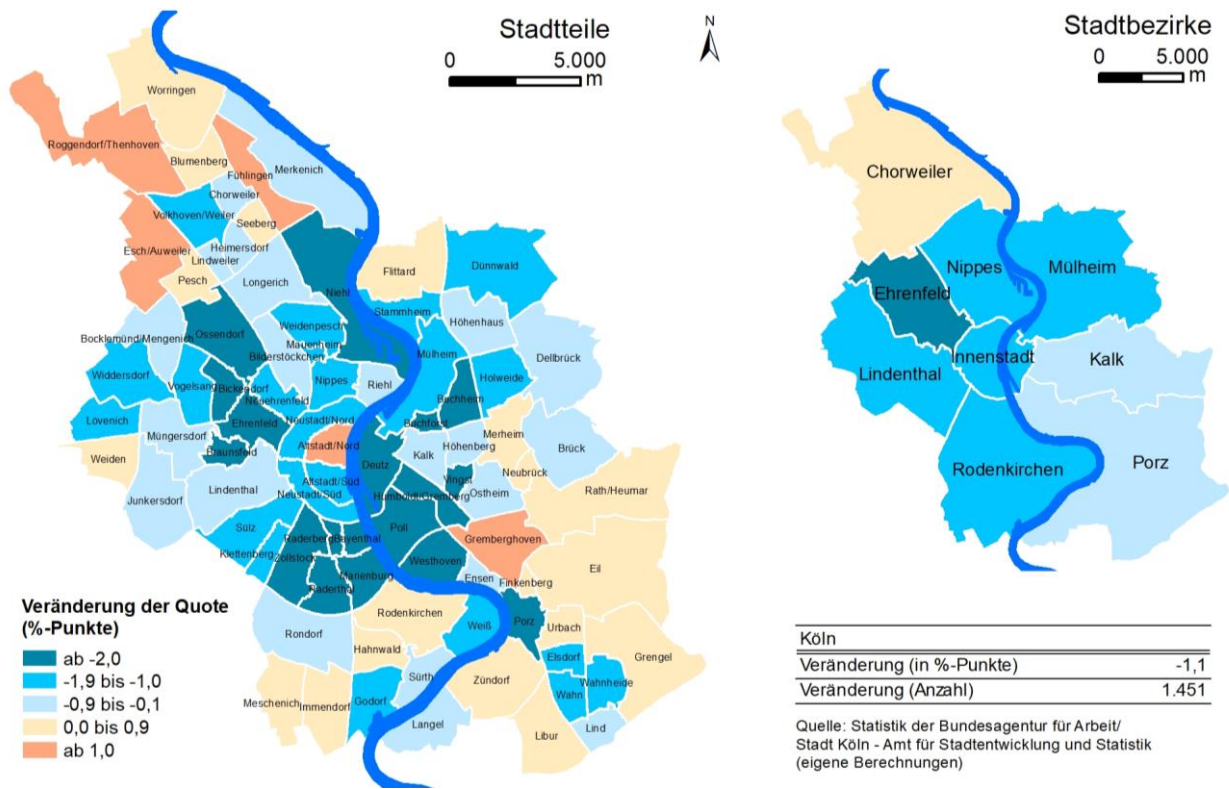 Stadtteile
0 5.000
m
N
Stadtbezirke
0 5.000
m
Worringen
Roggendorf/Thenhoven
Blumenberg
Fühlingen
Merkenich
Chorweiler
Volkhoven/Weiler
Seeberg
Esch/Auweiler
Heimersdorf
Lindweiler
Pesch
Longerich
Niehl
Flittard
Dünnwald
Stammheim
Höhenhaus
Ossendorf
Weidenpesch
Mauenheim
Bocklemünd/Mengenich
Bilderstöckchen
Mülheim
Dellbrück
Widdersdorf
Vogelsang
Bickendorf
Nippes
Riehl
Holweide
Neuehrenfeld
Buchheim
Lövenich
Ehrenfeld
Neustadt/Nord
Buchforst
Müngersdorf
Altstadt/Nord
Merheim
Weiden
Braunsfeld
Kalk
Höhenberg
Brück
Deutz
Neubrück
Junkersdorf
Lindenthal
Altstadt/Süd
Neustadt/Süd
Vingst
Humboldt/Gremberg
Ostheim
Rath/Heumar
Sülz
Poll
Klettenberg
Raderberg
Bayenthal
Gremberghoven
Zollstock
Westhoven
Marienburg
Raderthal
Ensen
Finkenberg
Eil
Rodenkirchen
Porz
Urbach
Rondorf
Weiß
Hahnwald
Elsdorf
Grengel
Sürth
Zündorf
Wahn
Wahnheide
Meschenich
Immendorf
Godorf
Langel
Libur
Lind
Veränderung der Quote
(%-Punkte)
ab -2,0
-1,9 bis -1,0
-0,9 bis -0,1
0,0 bis 0,9
ab 1,0
Chorweiler
Nippes
Mülheim
Ehrenfeld
Innenstadt
Kalk
Lindenthal
Rodenkirchen
Porz
Köln
Veränderung (in %-Punkte) -1,1
Veränderung (Anzahl) 1.451
Quelle: Statistik der Bundesagentur für Arbeit/
Stadt Köln - Amt für Stadtentwicklung und Statistik
(eigene Berechnungen)